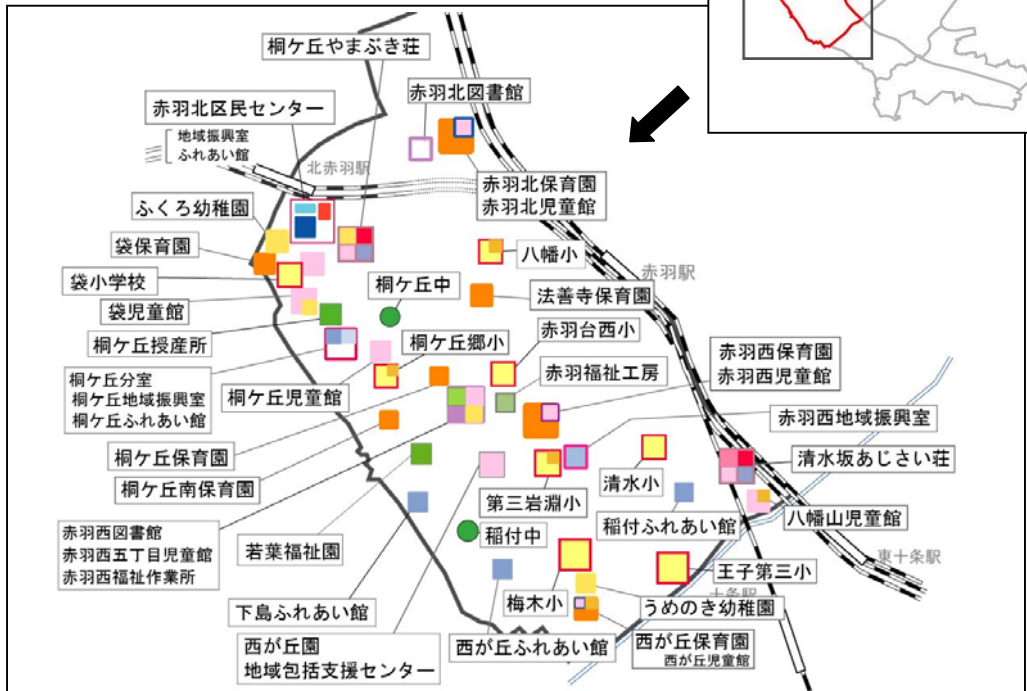 桐ケ丘やまぶき荘
赤羽北図書館
赤羽北区民センター
地域振興室
ふれあい館
北赤羽駅
赤羽北保育園
赤羽北児童館
ふくろ幼稚園
袋保育園
八幡小
袋小学校
赤羽駅
桐ケ丘中
法善寺保育園
袋児童館
赤羽台西小
桐ケ丘授産所
桐ケ丘郷小
赤羽西保育園
赤羽西児童館
赤羽福祉工房
桐ケ丘分室
桐ケ丘地域振興室
桐ケ丘ふれあい館
桐ケ丘児童館
赤羽西地域振興室
桐ケ丘保育園
清水坂あじさい荘
桐ケ丘南保育園
清水小
第三岩淵小
八幡山児童館
稲付ふれあい館
赤羽西図書館
赤羽西五丁目児童館
赤羽西福祉作業所
若葉福祉園
稲付中
東十条駅
王子第三小
十条駅
梅木小
うめのき幼稚園
下島ふれあい館
西が丘園
地域包括支援センター
西が丘ふれあい館
西が丘保育園
西が丘児童館